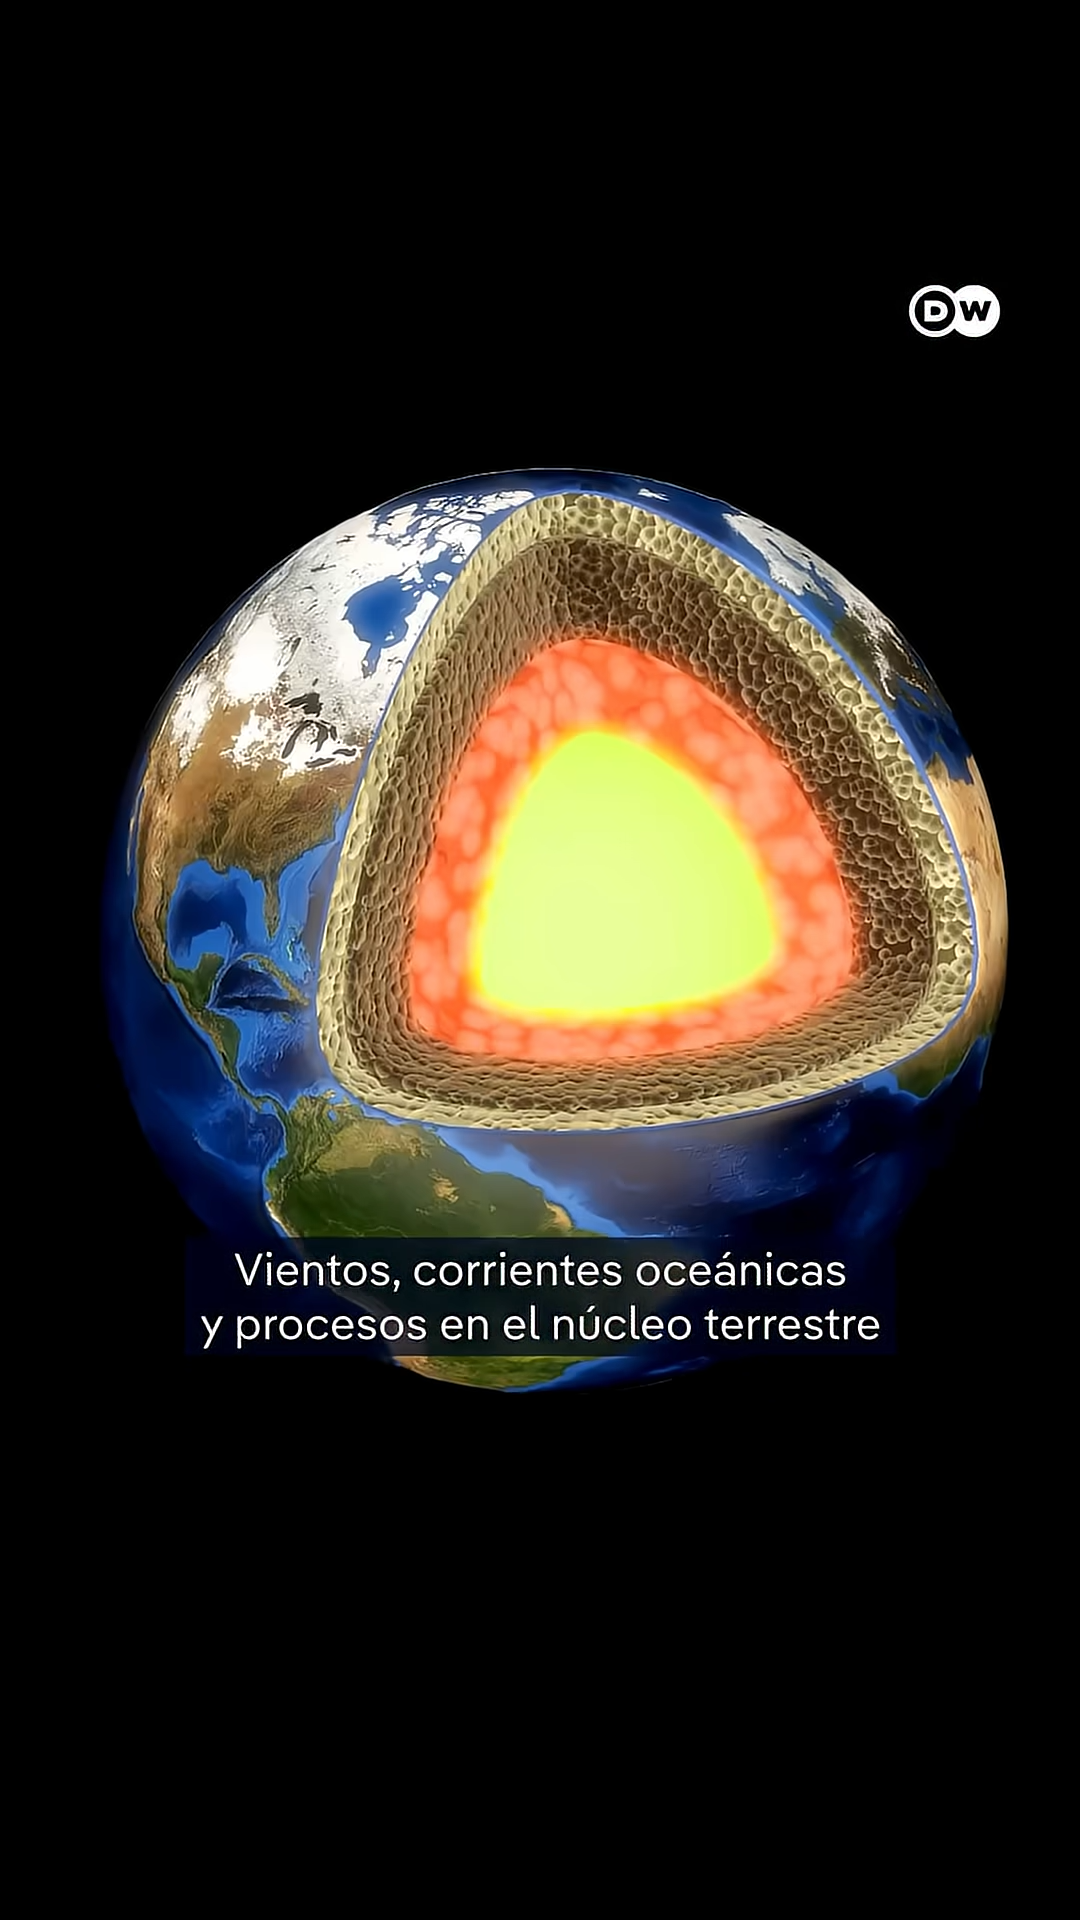 DW
Vientos, corrientes oceánicas
y procesos en el núcleo terrestre